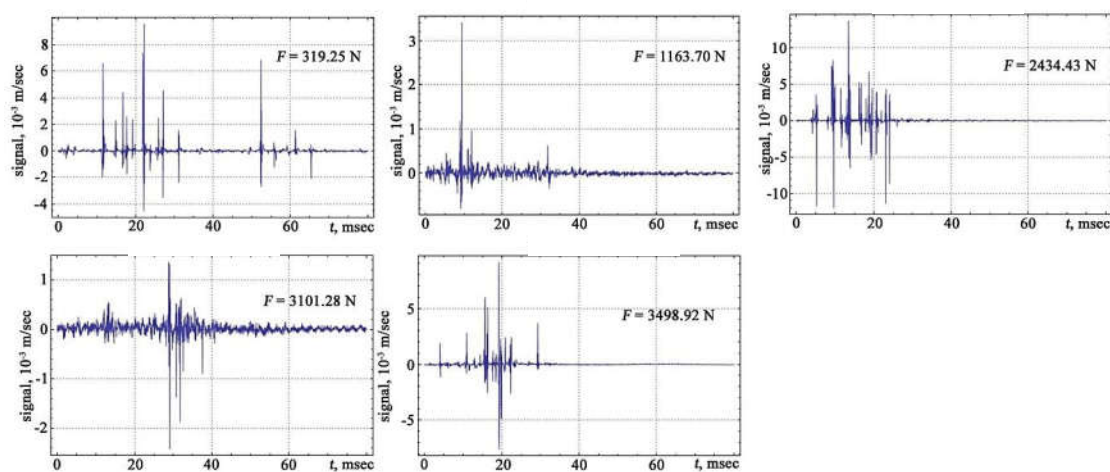 8
6
4
2
0
-2
-4
signal, 10⁻³ m/sec
F = 319.25 N
0 20 40 60 t, msec
3
2
1
0
signal, 10⁻³ m/sec
F = 1163.70 N
0 20 40 60 t, msec
10
5
0
-5
-10
signal, 10⁻³ m/sec
F = 2434.43 N
0 20 40 60 t, msec
1
0
-1
-2
signal, 10⁻³ m/sec
F = 3101.28 N
0 20 40 60 t, msec
5
0
-5
signal, 10⁻³ m/sec
F = 3498.92 N
0 20 40 60 t, msec